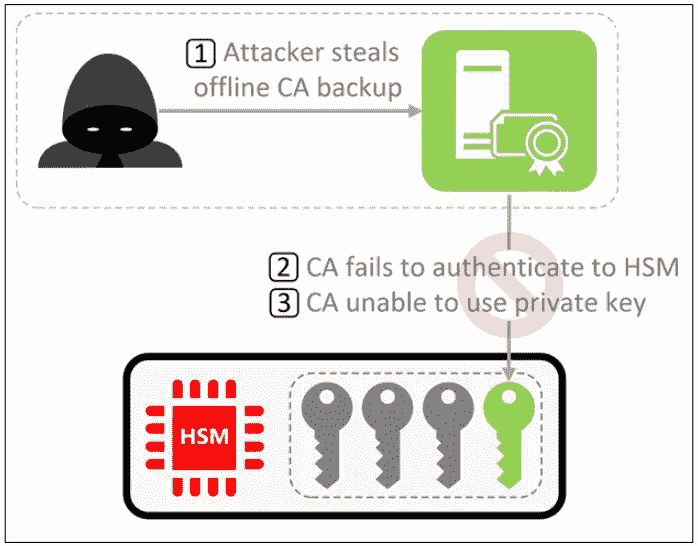 1 Attacker steals
offline CA backup
2 CA fails to authenticate to HSM
3 CA unable to use private key
HSM